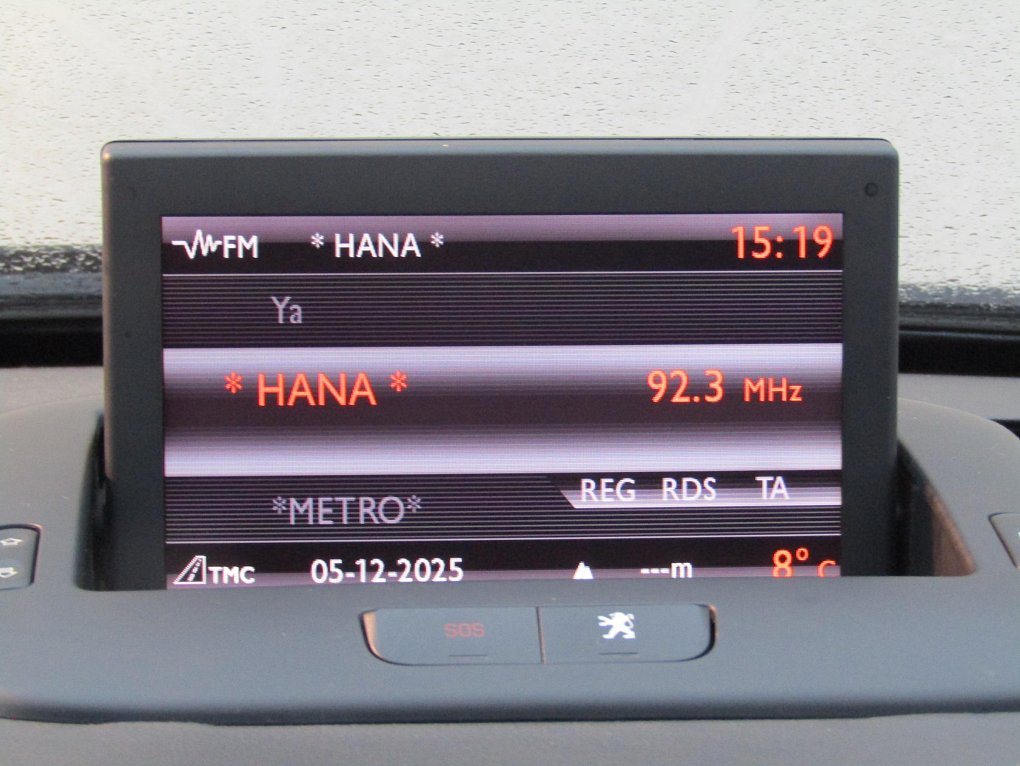 FM * HANA * 15:19
Ya
* HANA * 92.3 MHz
REG RDS TA
*METRO*
TMC 05-12-2025 ---m 8° C
SOS